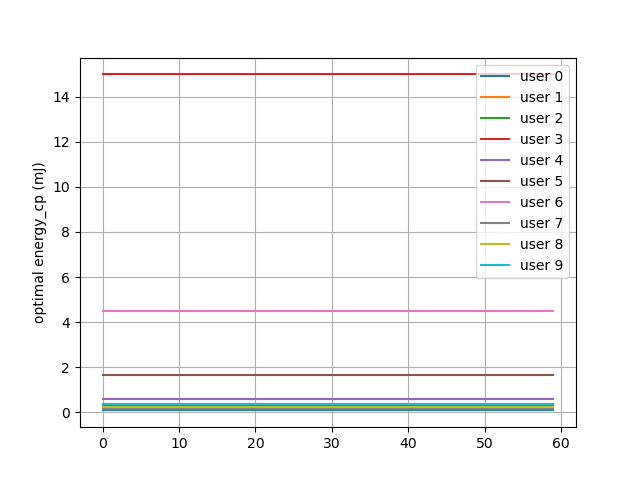 optimal energy_cp (mJ)
14
12
10
8
6
4
2
0
0 10 20 30 40 50 60
user 0
user 1
user 2
user 3
user 4
user 5
user 6
user 7
user 8
user 9